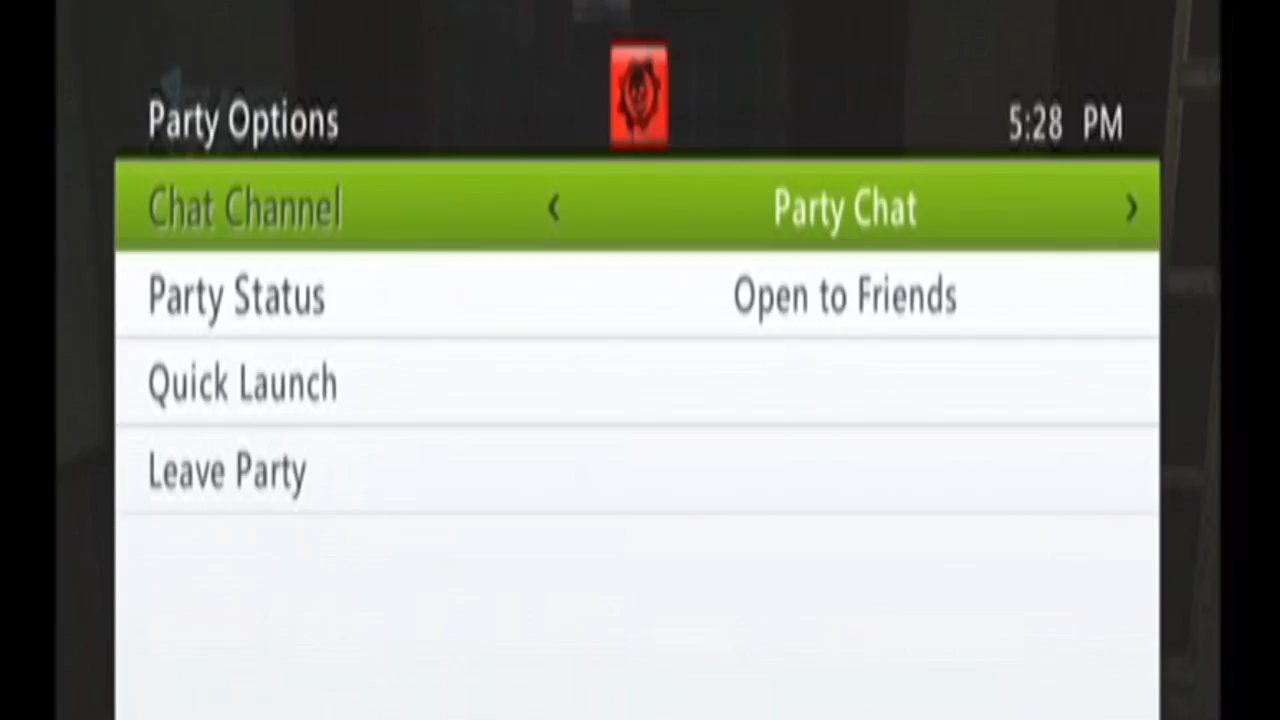 Party Options
5:28 PM
Chat Channel < Party Chat >
Party Status Open to Friends
Quick Launch
Leave Party